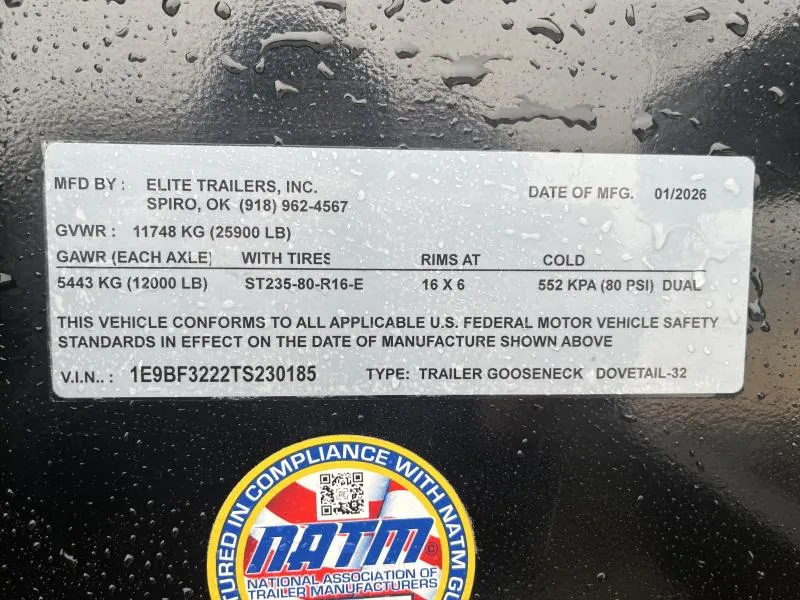 MFD BY : ELITE TRAILERS, INC. DATE OF MFG. 01/2026
SPIRO, OK (918) 962-4567
GVWR : 11748 KG (25900 LB)
GAWR (EACH AXLE) WITH TIRES RIMS AT COLD
5443 KG (12000 LB) ST235-80-R16-E 16 X 6 552 KPA (80 PSI) DUAL
THIS VEHICLE CONFORMS TO ALL APPLICABLE U.S. FEDERAL MOTOR VEHICLE SAFETY
STANDARDS IN EFFECT ON THE DATE OF MANUFACTURE SHOWN ABOVE
V.I.N.. : 1E9BF3222TS230185 TYPE: TRAILER GOOSENECK DOVETAIL-32
TURED IN COMPLIANCE WITH NATM GU
NATM ©
NATIONAL ASSOCIATION OF
TRAILER MANUFACTURERS